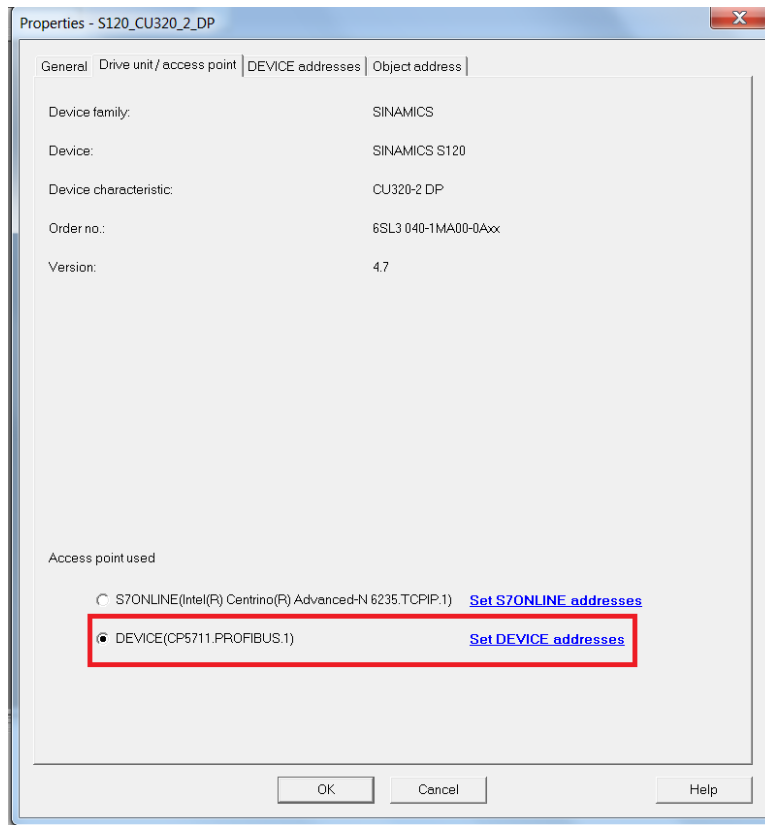 Properties - S120_CU320_2_DP
X
General Drive unit / access point DEVICE addresses Object address
Device family: SINAMICS
Device: SINAMICS S120
Device characteristic: CU320-2 DP
Order no.: 6SL3 040-1MA00-0Axx
Version: 4.7
Access point used
S7ONLINE(Intel(R) Centrino(R) Advanced-N 6235.TCPIP.1) Set S7ONLINE addresses
DEVICE(CP5711.PROFIBUS.1) Set DEVICE addresses
OK Cancel Help